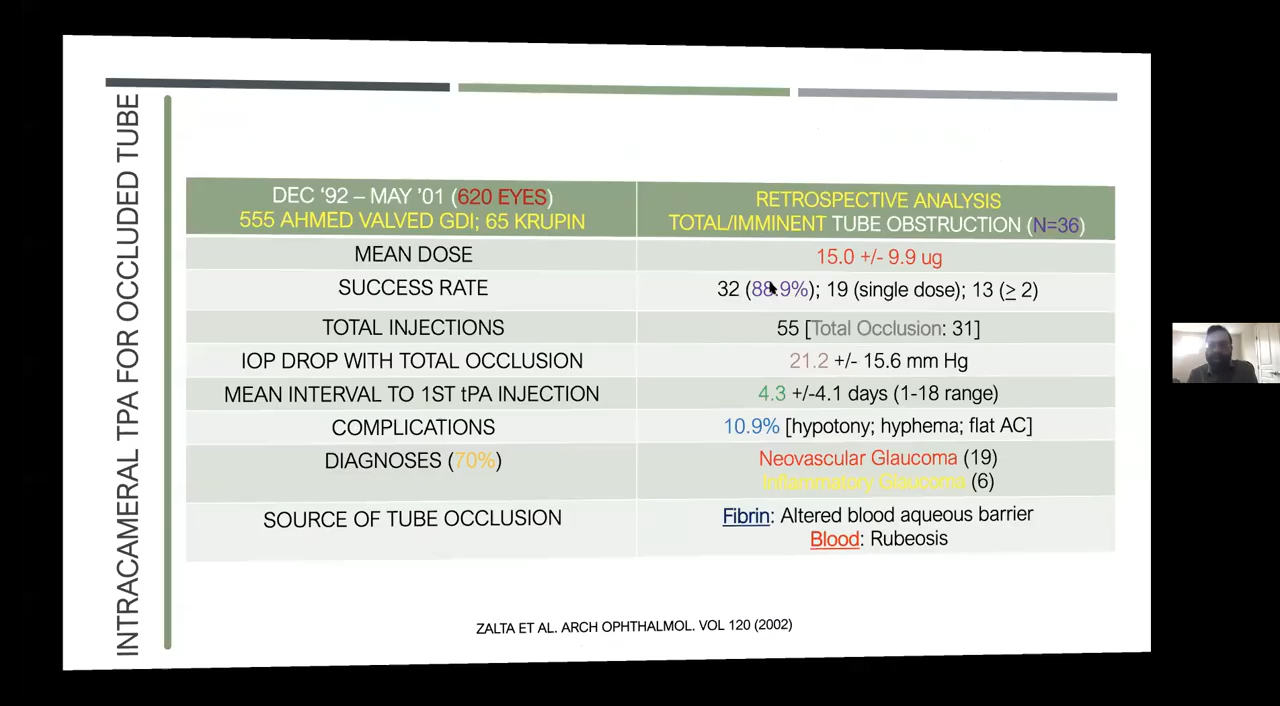 INTRACAMERAL TPA FOR OCCLUDED TUBE
DEC ‘92 – MAY ’01 (620 EYES)
555 AHMED VALVED GDI; 65 KRUPIN
RETROSPECTIVE ANALYSIS
TOTAL/IMMINENT TUBE OBSTRUCTION (N=36)
MEAN DOSE
15.0 +/- 9.9 ug
SUCCESS RATE
32 (88.9%); 19 (single dose); 13 (≥ 2)
TOTAL INJECTIONS
55 [Total Occlusion: 31]
IOP DROP WITH TOTAL OCCLUSION
21.2 +/- 15.6 mm Hg
MEAN INTERVAL TO 1ST tPA INJECTION
4.3 +/-4.1 days (1-18 range)
COMPLICATIONS
10.9% [hypotony; hyphema; flat AC]
DIAGNOSES (70%)
Neovascular Glaucoma (19)
Inflammatory Glaucoma (6)
SOURCE OF TUBE OCCLUSION
Fibrin: Altered blood aqueous barrier
Blood: Rubeosis
ZALTA ET AL. ARCH OPHTHALMOL. VOL 120 (2002)